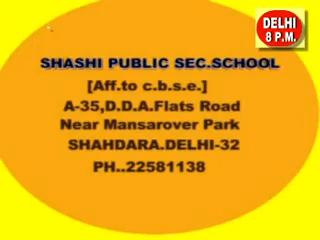 DELHI
8 P.M.
SHASHI PUBLIC SEC.SCHOOL
[Aff.to c.b.s.e.]
A-35,D.D.A.Flats Road
Near Mansarover Park
SHAHDARA.DELHI-32
PH..22581138